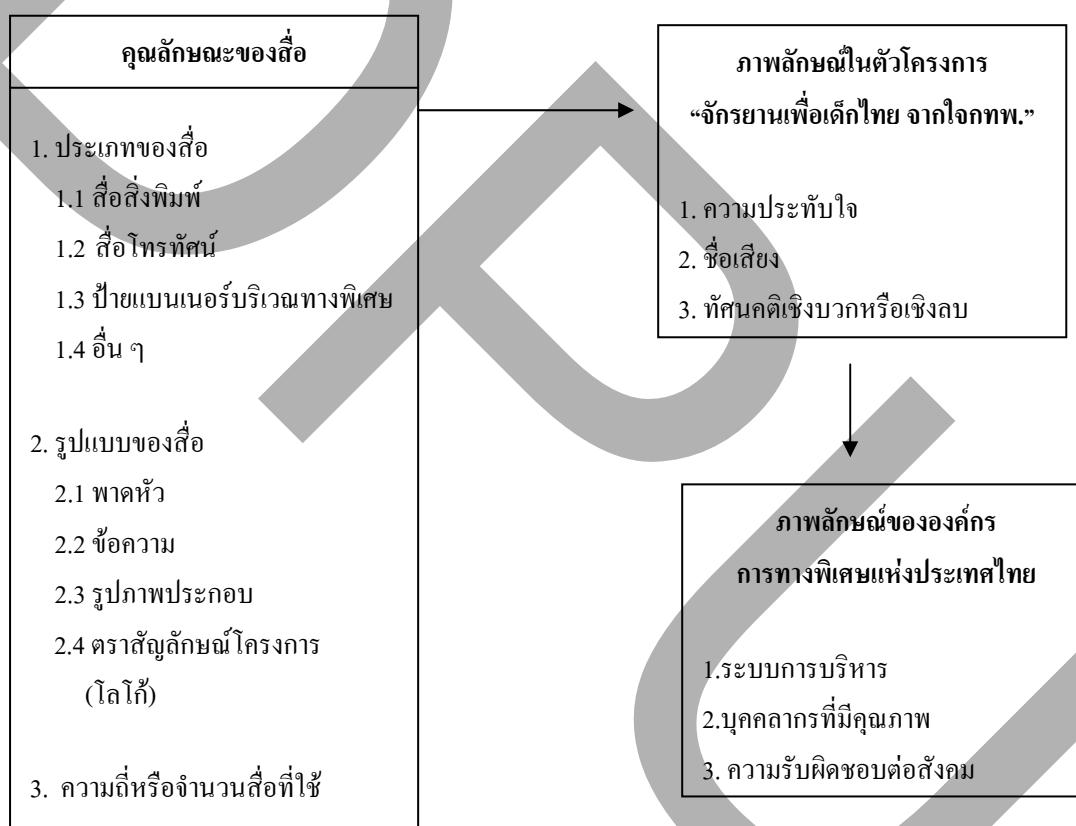 คุณลักษณะของสื่อ
1. ประเภทของสื่อ
1.1 สื่อสิ่งพิมพ์
1.2 สื่อโทรทัศน์
1.3 ป้ายแบนเนอร์บริเวณทางพิเศษ
1.4 อื่น ๆ
2. รูปแบบของสื่อ
2.1 พาดหัว
2.2 ข้อความ
2.3 รูปภาพประกอบ
2.4 ตราสัญลักษณ์โครงการ
(โลโก้)
3. ความถี่หรือจำนวนสื่อที่ใช้
ภาพลักษณ์ในตัวโครงการ
“จักรยานเพื่อเด็กไทย จากใจกทพ.”
1. ความประทับใจ
2. ชื่อเสียง
3. ทัศนคติเชิงบวกหรือเชิงลบ
ภาพลักษณ์ขององค์กร
การทางพิเศษแห่งประเทศไทย
1.ระบบการบริหาร
2.บุคคลากรที่มีคุณภาพ
3. ความรับผิดชอบต่อสังคม